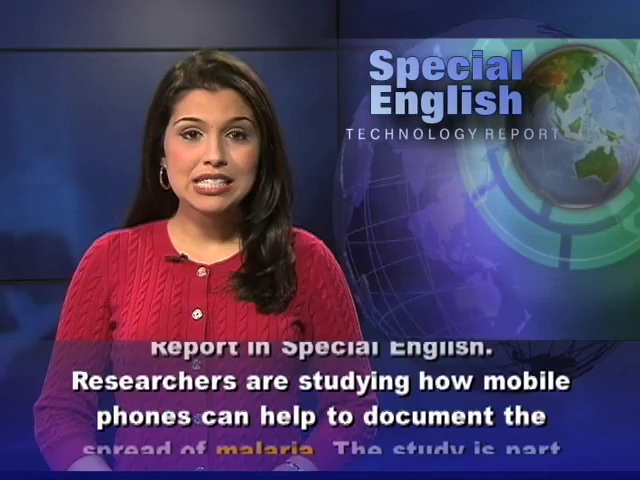 Special
English
TECHNOLOGY REPORT
Report in Special English.
Researchers are studying how mobile
phones can help to document the
spread of malaria. The study is part